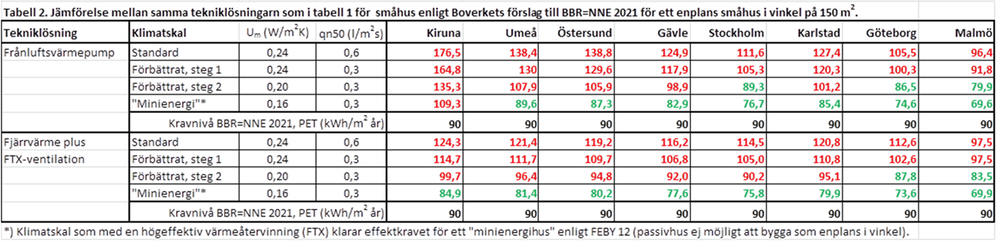 Tabell 2. Jämförelse mellan samma tekniklösningarn som i tabell 1 för småhus enligt Boverkets förslag till BBR=NNE 2021 för ett enplans småhus i vinkel på 150 m².
Tekniklösning Klimatskal Um (W/m²K) qn50 (l/m²s) Kiruna Umeå Östersund Gävle Stockholm Karlstad Göteborg Malmö
Frånluftsvärmepump Standard 0,24 0,6 176,5 138,4 138,8 124,9 111,6 127,4 105,5 96,4
Förbättrat, steg 1 0,24 0,3 164,8 130 129,6 117,9 105,3 120,3 100,3 91,8
Förbättrat, steg 2 0,20 0,3 135,3 107,9 105,9 98,9 89,3 101,2 86,5 79,9
"Minienergi"* 0,16 0,3 109,3 89,6 87,3 82,9 76,7 85,4 74,6 69,6
Kravnivå BBR=NNE 2021, PET (kWh/m² år) 90 90 90 90 90 90 90 90
Fjärrvärme plus Standard 0,24 0,6 124,3 121,4 119,2 116,2 114,5 120,8 112,6 97,5
FTX-ventilation Förbättrat, steg 1 0,24 0,3 114,7 111,7 109,7 106,8 105,0 110,8 102,6 97,5
Förbättrat, steg 2 0,20 0,3 99,7 96,4 94,8 92,0 90,2 95,1 87,8 83,5
"Minienergi"* 0,16 0,3 84,9 81,4 80,2 77,6 75,8 79,9 73,6 69,9
Kravnivå BBR=NNE 2021, PET (kWh/m² år) 90 90 90 90 90 90 90 90
*) Klimatskal som med en högeffektiv värmeåtervinning (FTX) klarar effektkravet för ett "minienergihus" enligt FEBY 12 (passivhus ej möjligt att bygga som enplans i vinkel).